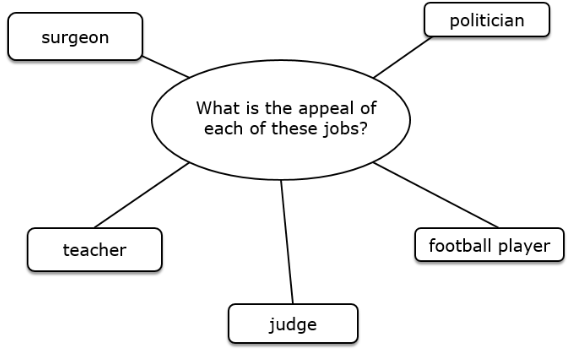 surgeon
politician
What is the appeal of
each of these jobs?
teacher
football player
judge